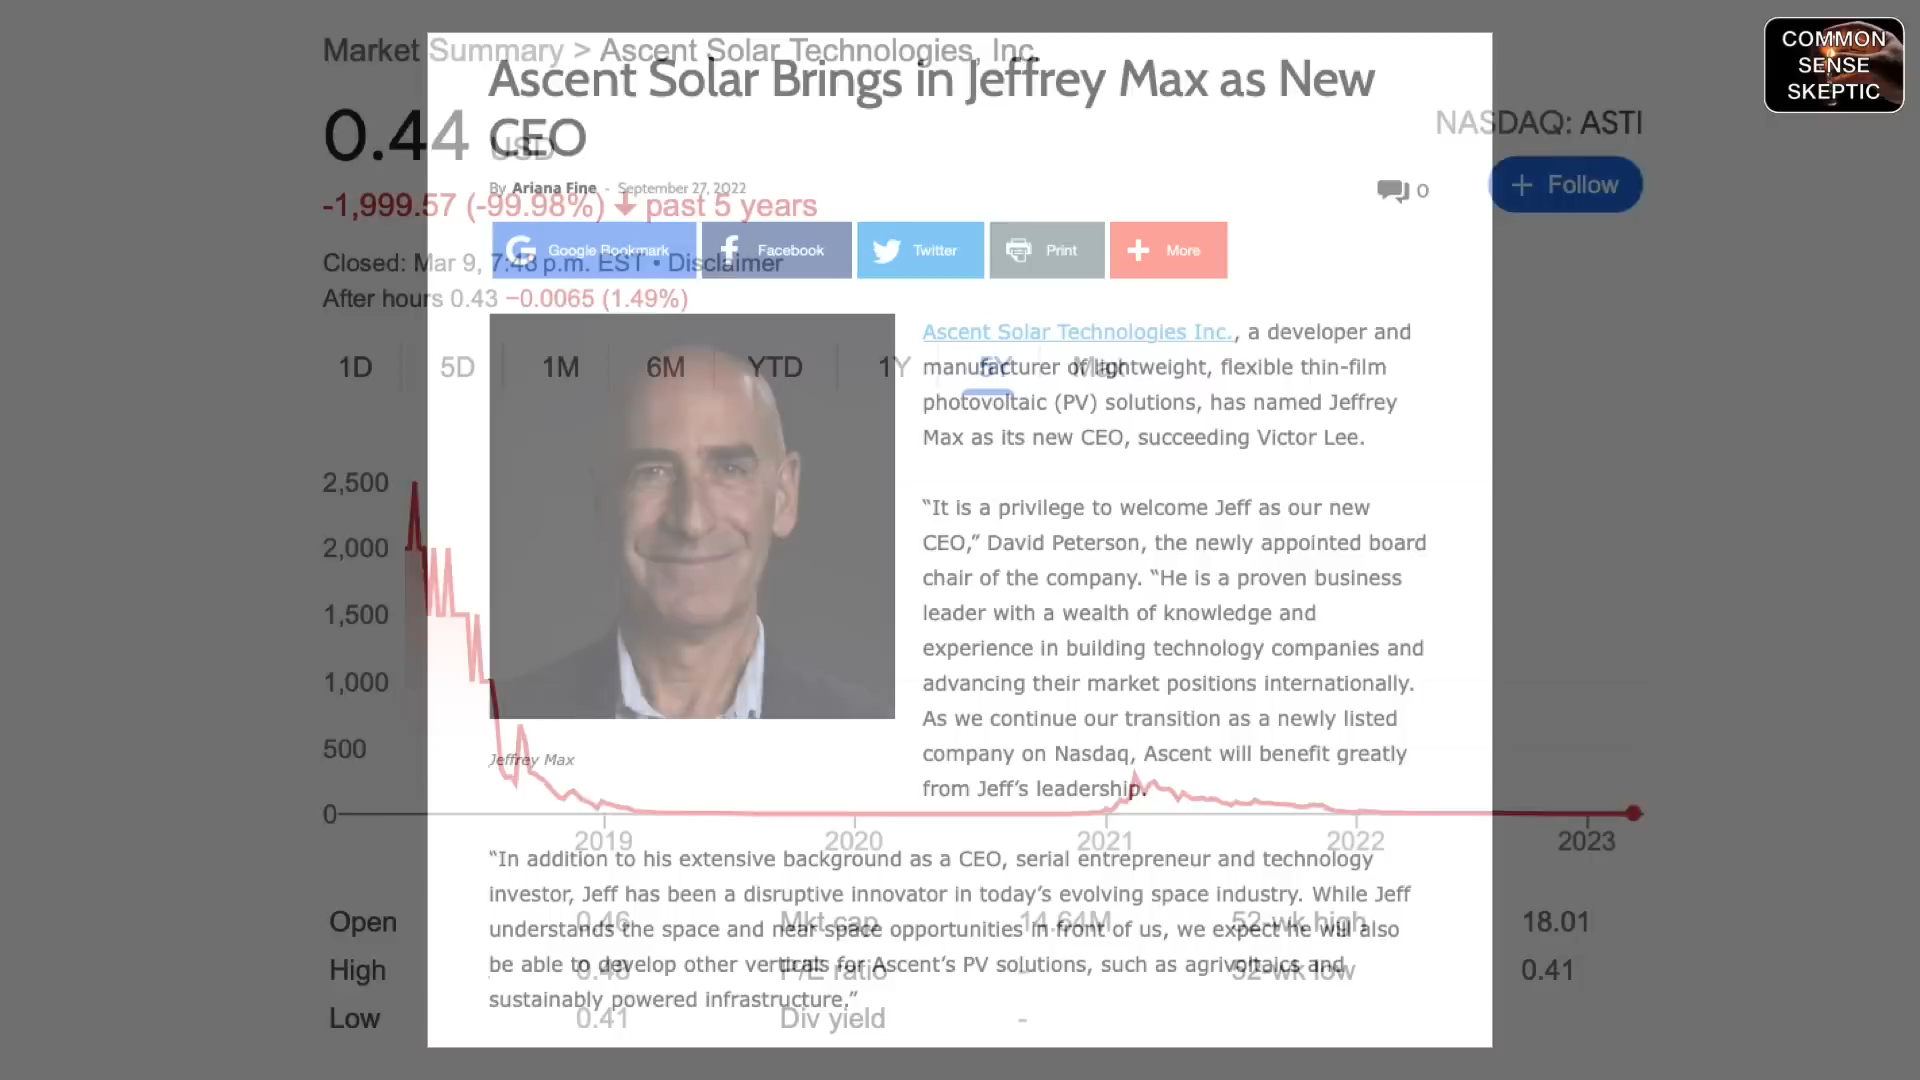 COMMON
SENSE
SKEPTIC
Market Summary > Ascent Solar Technologies, Inc.
Ascent Solar Brings in Jeffrey Max as New
CEO
0.44 USD
NASDAQ: ASTI
+ Follow
By Ariana Fine - September 27, 2022
0
-1,999.57 (-99.98%) past 5 years
Google Bookmark
Facebook
Twitter
Print
More
Closed: Mar 9, 7:48 p.m. EST • Disclaimer
After hours 0.43 −0.0065 (1.49%)
1D 5D 1M 6M YTD 1Y 5Y Max
Ascent Solar Technologies Inc., a developer and
manufacturer of lightweight, flexible thin-film
photovoltaic (PV) solutions, has named Jeffrey
Max as its new CEO, succeeding Victor Lee.
“It is a privilege to welcome Jeff as our new
CEO,” David Peterson, the newly appointed board
chair of the company. “He is a proven business
leader with a wealth of knowledge and
experience in building technology companies and
advancing their market positions internationally.
As we continue our transition as a newly listed
company on Nasdaq, Ascent will benefit greatly
from Jeff’s leadership.
Jeffrey Max
2,500
2,000
1,500
1,000
500
0
2019 2020 2021 2022 2023
“In addition to his extensive background as a CEO, serial entrepreneur and technology
investor, Jeff has been a disruptive innovator in today’s evolving space industry. While Jeff
understands the space and near space opportunities in front of us, we expect he will also
be able to develop other verticals for Ascent’s PV solutions, such as agrivoltaics and
sustainably powered infrastructure.”
Open 0.46 Mkt cap 14.64M 52-wk high 18.01
High P/E ratio - 52-wk low 0.41
Low 0.41 Div yield -